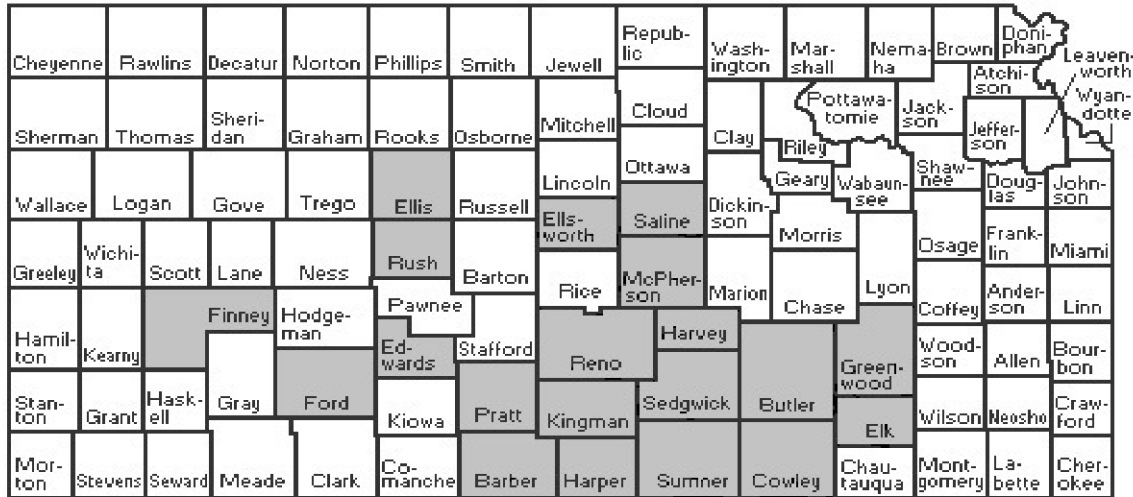 Cheyenne
Rawlins
Decatur
Norton
Phillips
Smith
Jewell
Repub-
lic
Wash-
ington
Mar-
shall
Nema-
ha
Brown
Doni-
phan
Leaven-
worth
Atchi-
son
Wyan-
dotte
Sherman
Thomas
Sheri-
dan
Graham
Rooks
Osborne
Mitchell
Cloud
Clay
Riley
Pottawa-
tomie
Jack-
son
Jeffer-
son
Wallace
Logan
Gove
Trego
Ellis
Russell
Lincoln
Ells-
worth
Ottawa
Saline
Dickin-
son
Geary
Wabaun-
see
Shaw-
nee
Doug-
las
John-
son
Greeley
Wichi-
ta
Scott
Lane
Ness
Rush
Barton
Rice
McPher-
son
Marion
Morris
Chase
Lyon
Osage
Frank-
lin
Miami
Hamil-
ton
Kearny
Finney
Hodge-
man
Pawnee
Ed-
wards
Stafford
Reno
Harvey
Butler
Green-
wood
Coffey
Ander-
son
Linn
Wood-
son
Allen
Bour-
bon
Stan-
ton
Grant
Hask-
ell
Gray
Ford
Kiowa
Pratt
Kingman
Sedgwick
Elk
Wilson
Neosho
Craw-
ford
Mor-
ton
Stevens
Seward
Meade
Clark
Co-
manche
Barber
Harper
Sumner
Cowley
Chau-
tauqua
Mont-
gomery
La-
bette
Cher-
okee